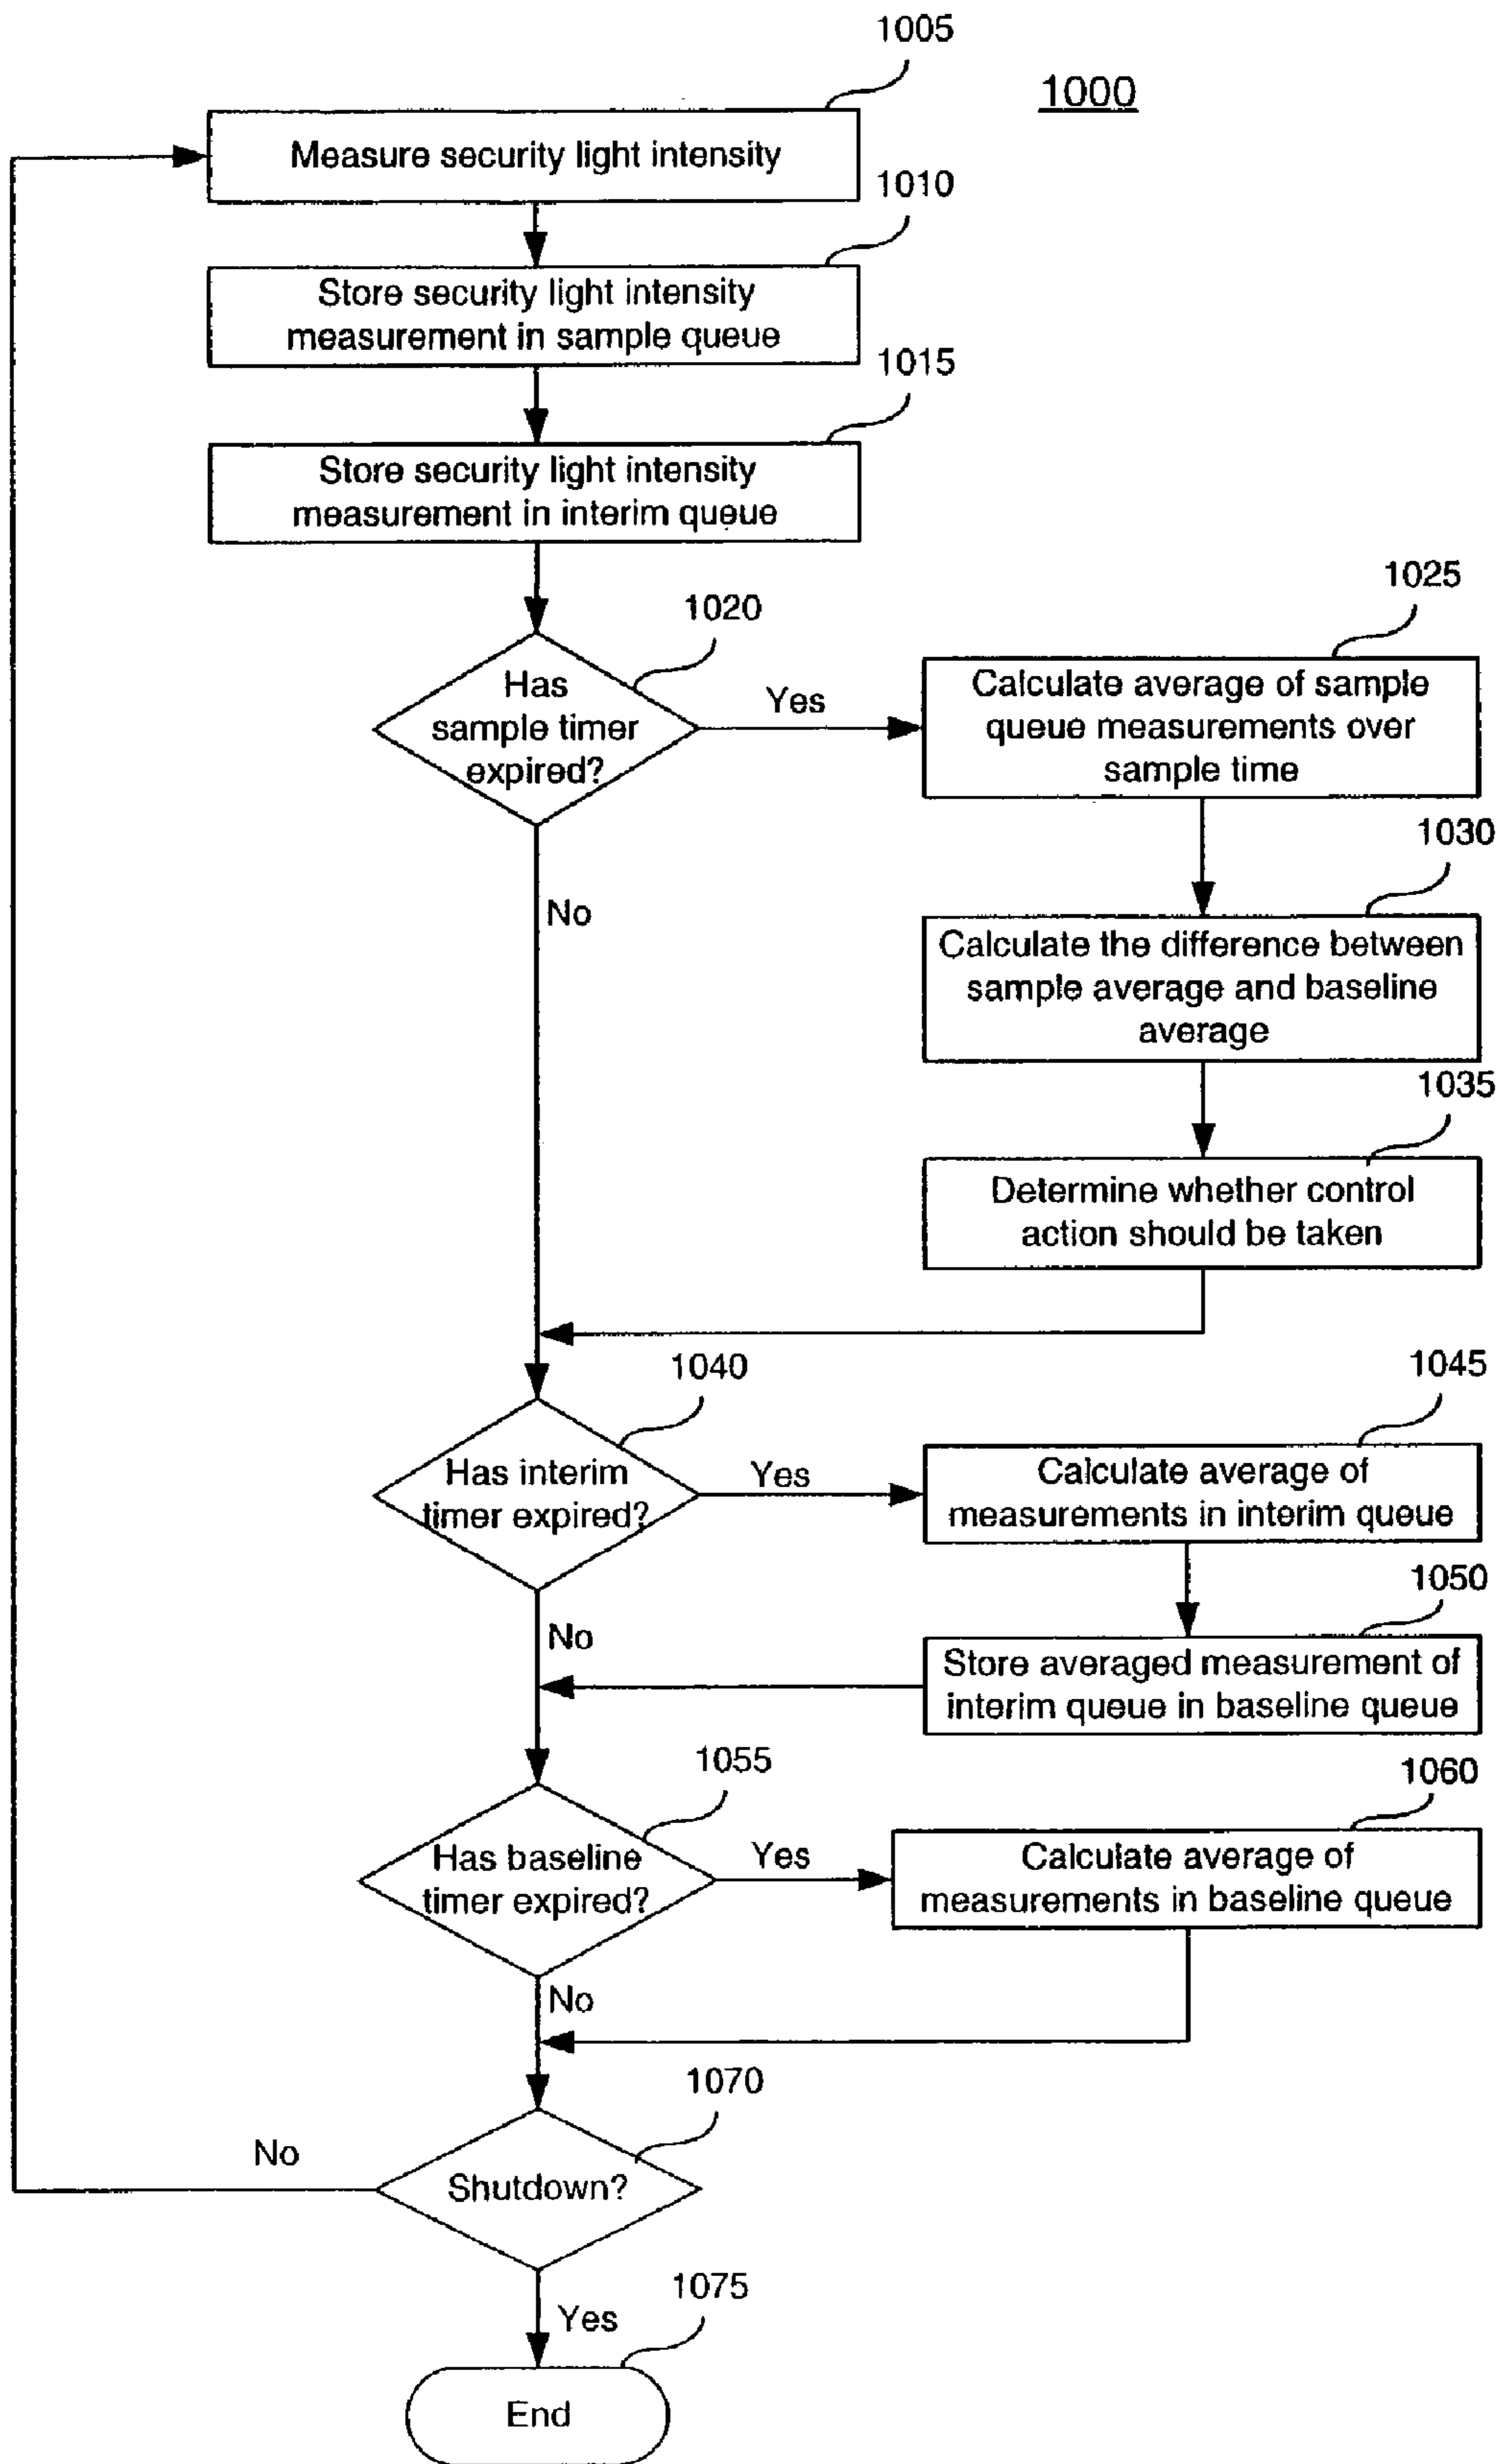 1005
1000
Measure security light intensity
1010
Store security light intensity
measurement in sample queue
1015
Store security light intensity
measurement in interim queue
1020
1025
Has
sample timer
expired?
Yes
Calculate average of sample
queue measurements over
sample time
No
1030
Calculate the difference between
sample average and baseline
average
1035
Determine whether control
action should be taken
1040
1045
Has interim
timer expired?
Yes
Calculate average of
measurements in interim queue
No
1050
Store averaged measurement of
interim queue in baseline queue
1055
1060
Has baseline
timer expired?
Yes
Calculate average of
measurements in baseline queue
No
1070
No
Shutdown?
1075
Yes
End